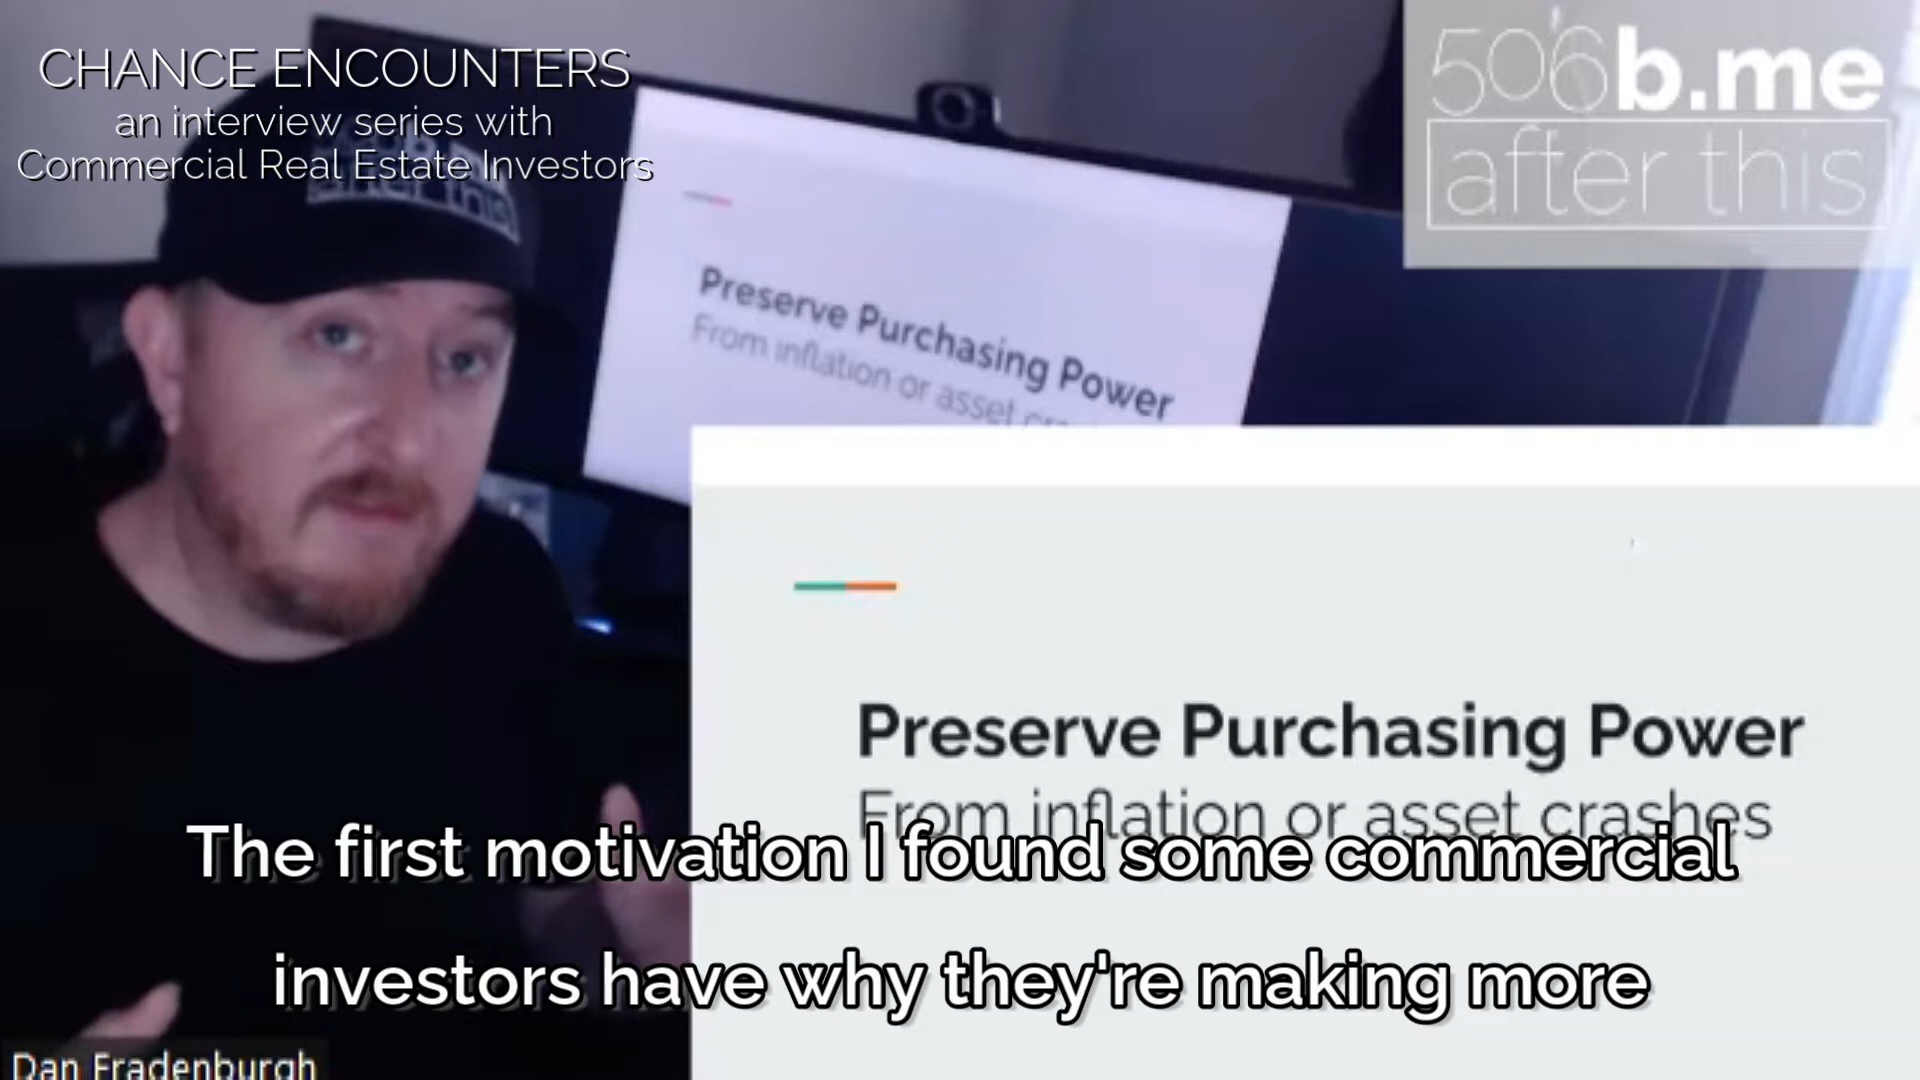 CHANCE ENCOUNTERS
an interview series with
Commercial Real Estate Investors
506b.me
after this
Preserve Purchasing Power
From inflation or asset
Preserve Purchasing Power
From inflation or asset crashes
The first motivation I found some commercial
investors have why they're making more
Dan Fradenburgh